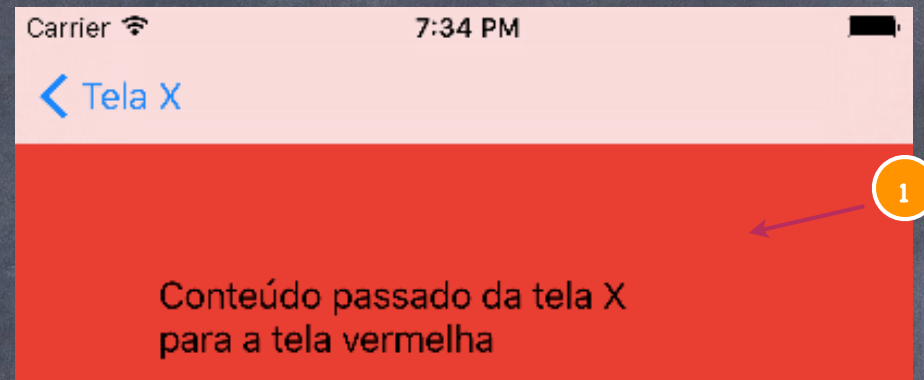 Carrier 7:34 PM
Tela X
1
Conteúdo passado da tela X
para a tela vermelha